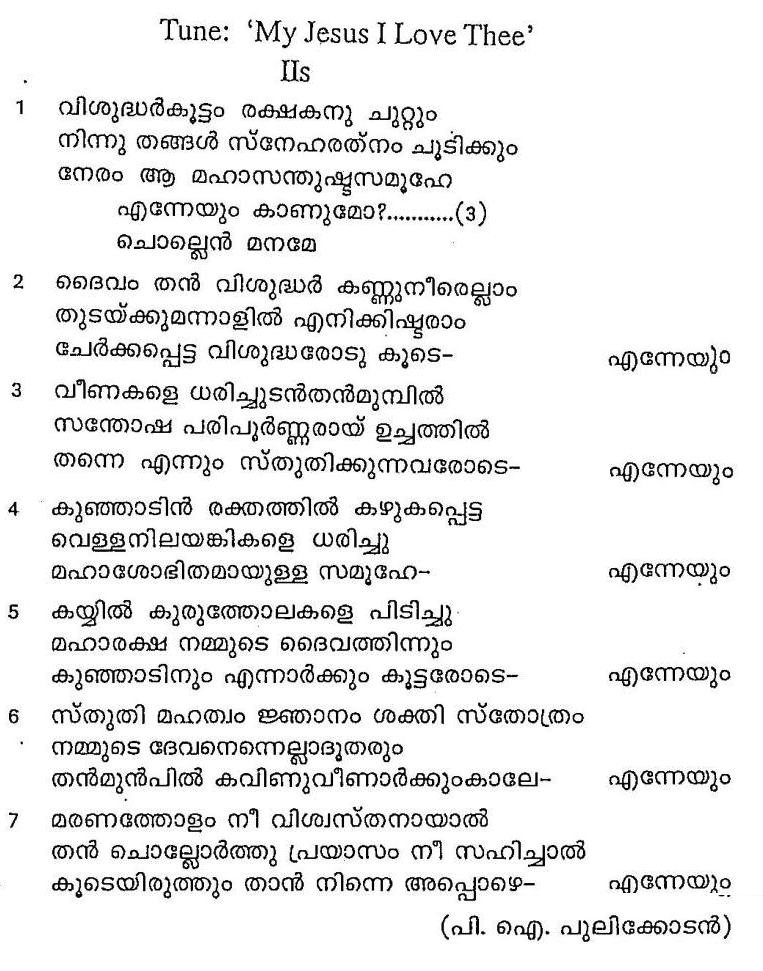 Tune: ‘My Jesus I Love Thee’
IIs
1 വിശുദ്ധർകൂട്ടം രക്ഷകനു ചുറ്റും
നിന്നു തങ്ങൾ സ്നേഹരത്നം ചൂടിക്കും
നേരം ആ മഹാസന്തുഷ്ടസമൂഹേ
എന്നേയും കാണുമോ?...........(3)
ചൊല്ലെൻ മനമേ
2 ദൈവം തൻ വിശുദ്ധർ കണ്ണുനീരെല്ലാം
തുടയ്ക്കുമന്നാളിൽ എനിക്കിഷ്ടരാം
ചേർക്കപ്പെട്ട വിശുദ്ധരോടു കൂടെ– എന്നേയും
3 വീണകളെ ധരിച്ചുടൻതൻമുമ്പിൽ
സന്തോഷ പരിപൂർണ്ണരായ് ഉച്ചത്തിൽ
തന്നെ എന്നും സ്തുതിക്കുന്നവരോടെ– എന്നേയും
4 കുഞ്ഞാടിൻ രക്തത്തിൽ കഴുകപ്പെട്ട
വെള്ളനിലയങ്കികളെ ധരിച്ചു
മഹാശോഭിതമായുള്ള സമൂഹേ– എന്നേയും
5 കയ്യിൽ കുരുത്തോലകളെ പിടിച്ചു
മഹാരക്ഷ നമ്മുടെ ദൈവത്തിന്നും
കുഞ്ഞാടിനും എന്നാർക്കും കൂട്ടരോടെ– എന്നേയും
6 സ്തുതി മഹത്വം ജ്ഞാനം ശക്തി സ്തോത്രം
നമ്മുടെ ദേവനെന്നെല്ലാദൂതരും
തൻമുൻപിൽ കവിണുവീണാർക്കുംകാലേ– എന്നേയും
7 മരണത്തോളം നീ വിശ്വസ്തനായാൽ
തൻ ചൊല്ലോർത്തു പ്രയാസം നീ സഹിച്ചാൽ
കൂടെയിരുത്തും താൻ നിന്നെ അപ്പൊഴെ– എന്നേയും
(പി. ഐ. പുലിക്കോടൻ)